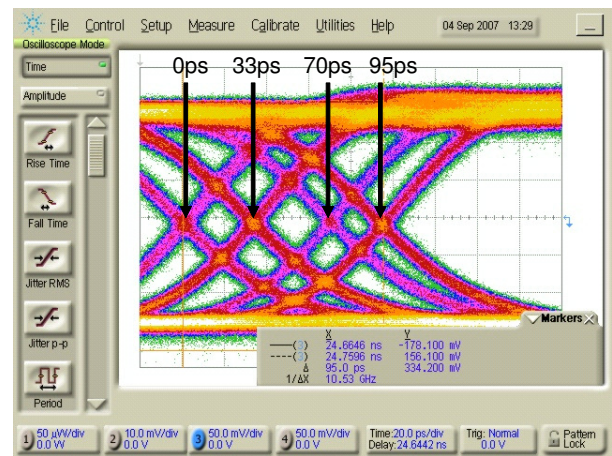 File Control Setup Measure Calibrate Utilities Help 04 Sep 2007 13:29
Oscilloscope Mode
Time
Amplitude
Rise Time
Fall Time
Jitter RMS
Jitter p-p
Period
0ps 33ps 70ps 95ps
Markers X
X Y
(3) 24.6646 ns -178.100 mV
----(3) 24.7596 ns 156.100 mV
Δ 95.0 ps 334.200 mV
1/ΔX 10.53 GHz
1) 50 µW/div 0.0 W
2) 10.0 mV/div 0.0 V
3) 50.0 mV/div 0.0 V
4) 50.0 mV/div 0.0 V
Time:20.0 ps/div
Delay:24.6442 ns
Trig: Normal
0.0 V
Pattern
Lock